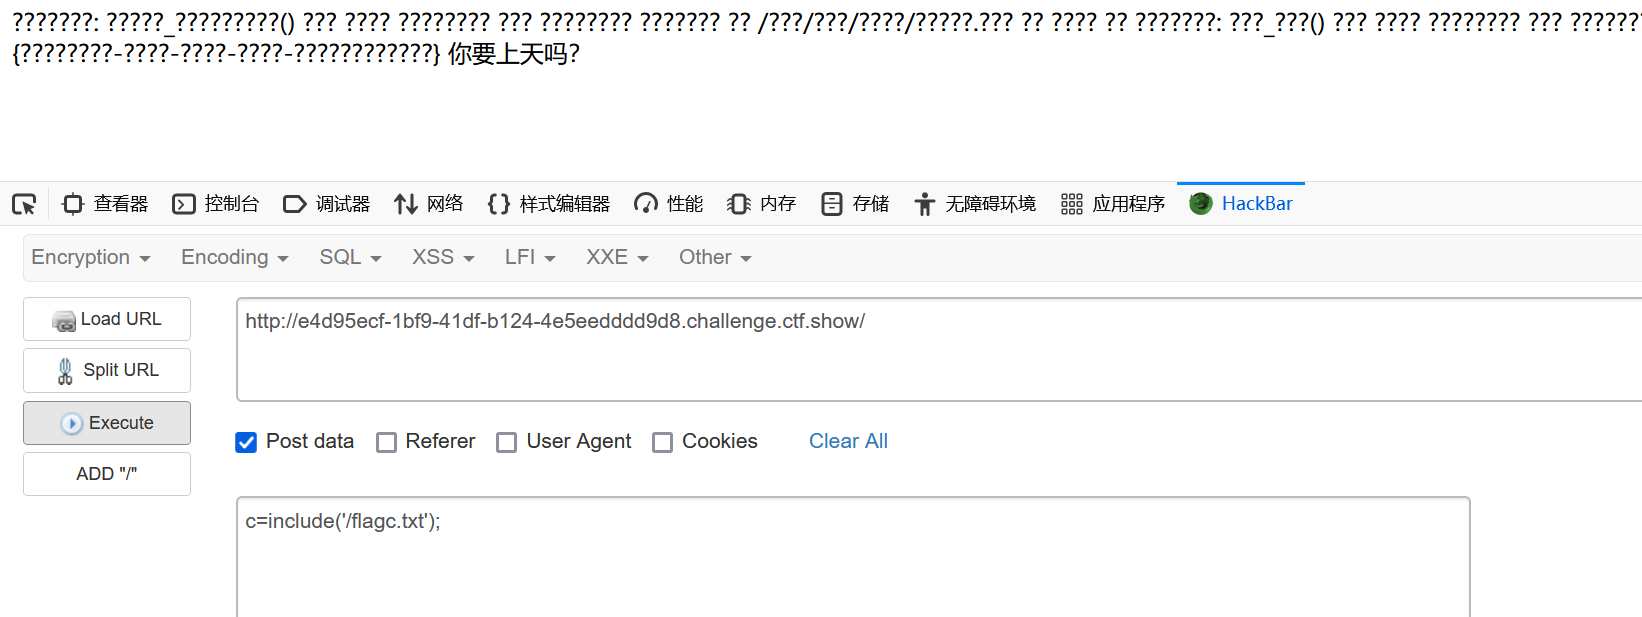 ???????: ?????_?????????() ??? ???? ???????? ??? ???????? ??????? ?? /???/???/????/?????.??? ?? ???? ?? ???????: ???_???() ??? ???? ???????? ??? ???????
{????????-????-????-????-????????????} 你要上天吗?
查看器 控制台 调试器 网络 样式编辑器 性能 内存 存储 无障碍环境 应用程序 HackBar
Encryption Encoding SQL XSS LFI XXE Other
Load URL
http://e4d95ecf-1bf9-41df-b124-4e5eedddd9d8.challenge.ctf.show/
Split URL
Execute
Post data Referer User Agent Cookies Clear All
ADD "/"
c=include('/flagc.txt');